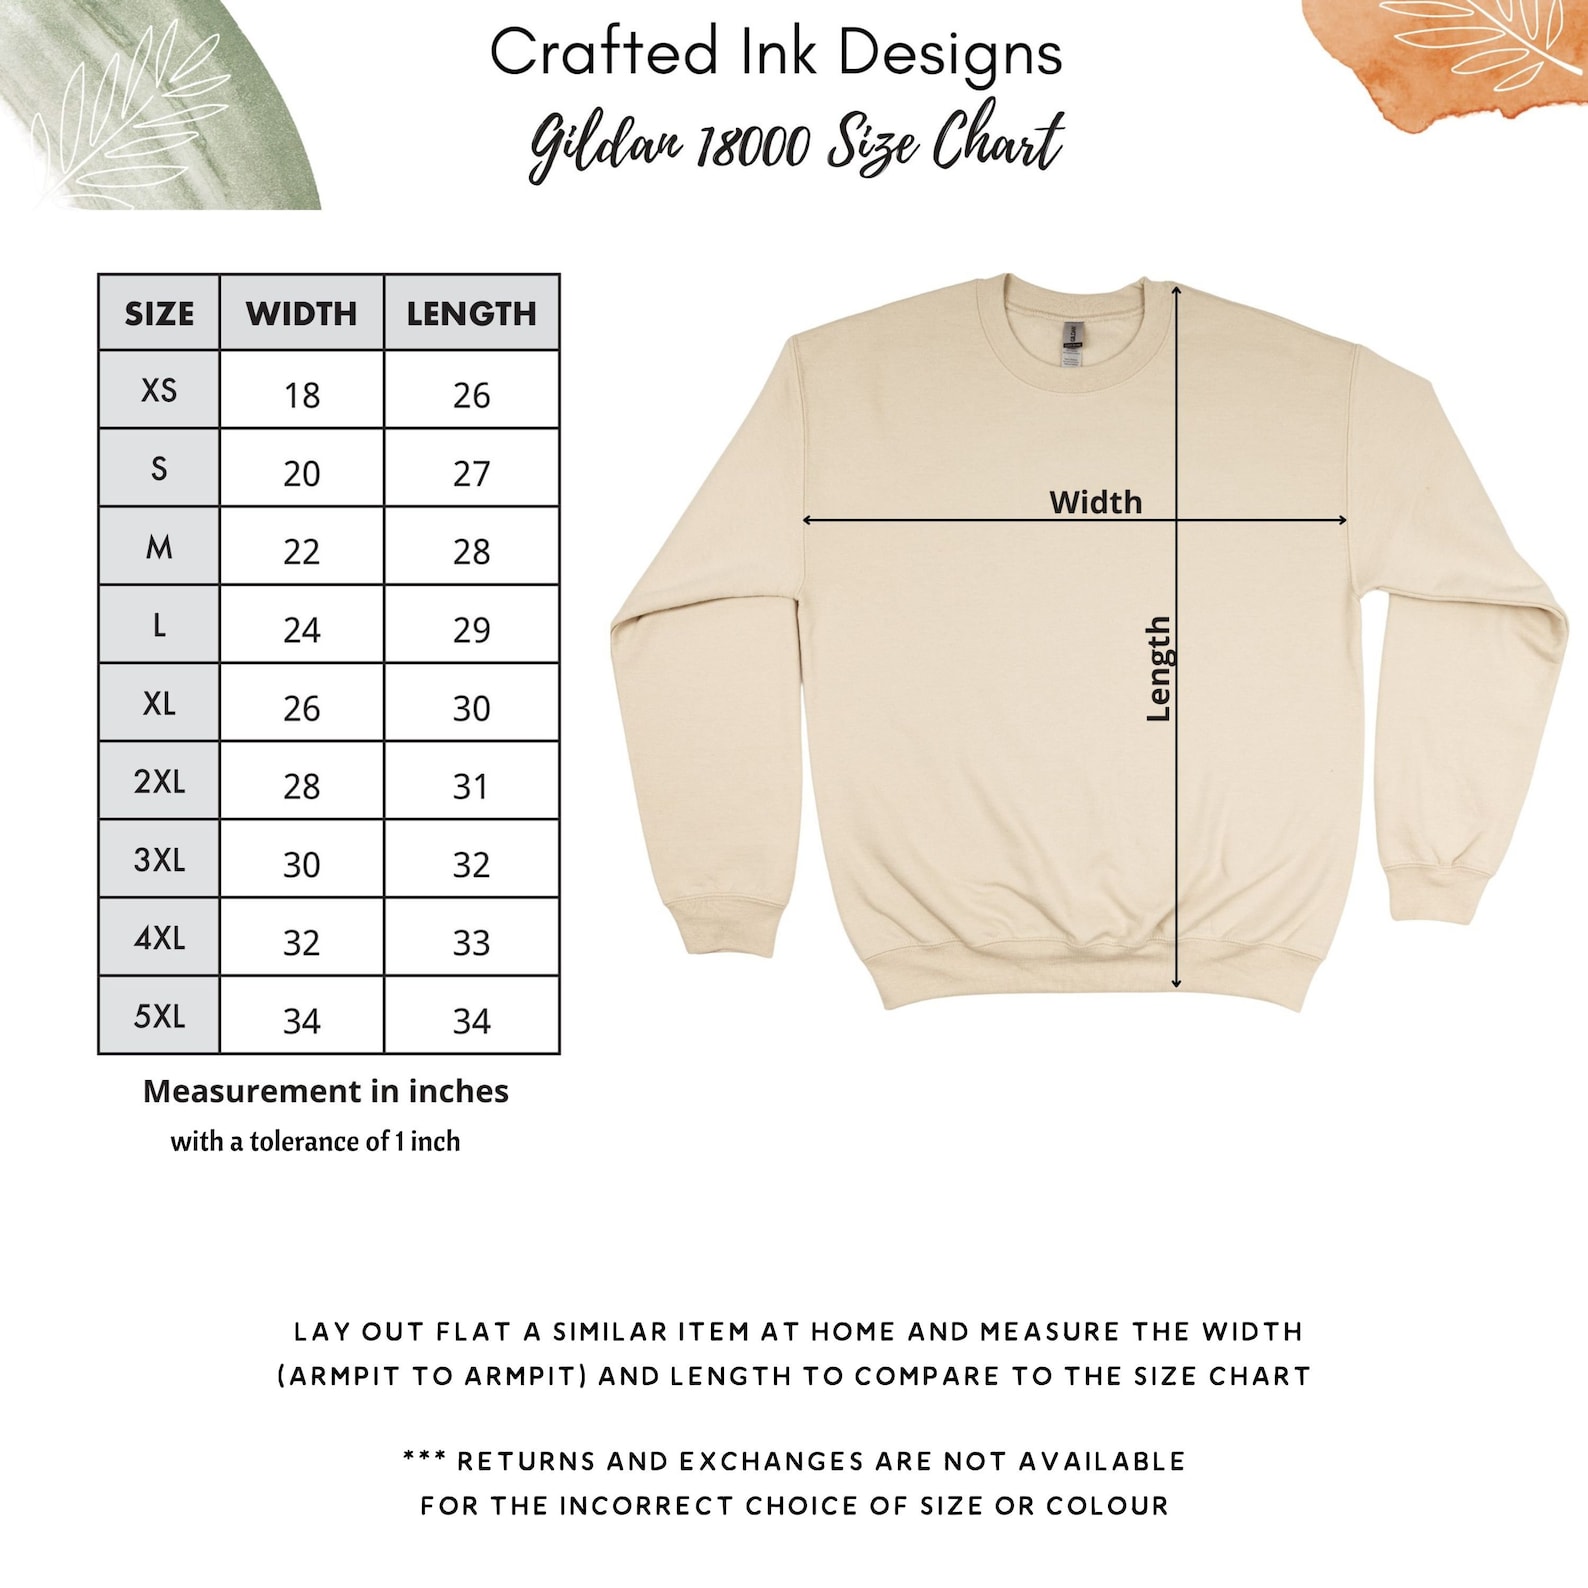 Crafted Ink Designs
Gildan 18000 Size Chart
SIZE WIDTH LENGTH
XS 18 26
S 20 27
M 22 28
L 24 29
XL 26 30
2XL 28 31
3XL 30 32
4XL 32 33
5XL 34 34
Measurement in inches
with a tolerance of 1 inch
GILDAN
Width
Length
LAY OUT FLAT A SIMILAR ITEM AT HOME AND MEASURE THE WIDTH
(ARMPIT TO ARMPIT) AND LENGTH TO COMPARE TO THE SIZE CHART
*** RETURNS AND EXCHANGES ARE NOT AVAILABLE
FOR THE INCORRECT CHOICE OF SIZE OR COLOUR